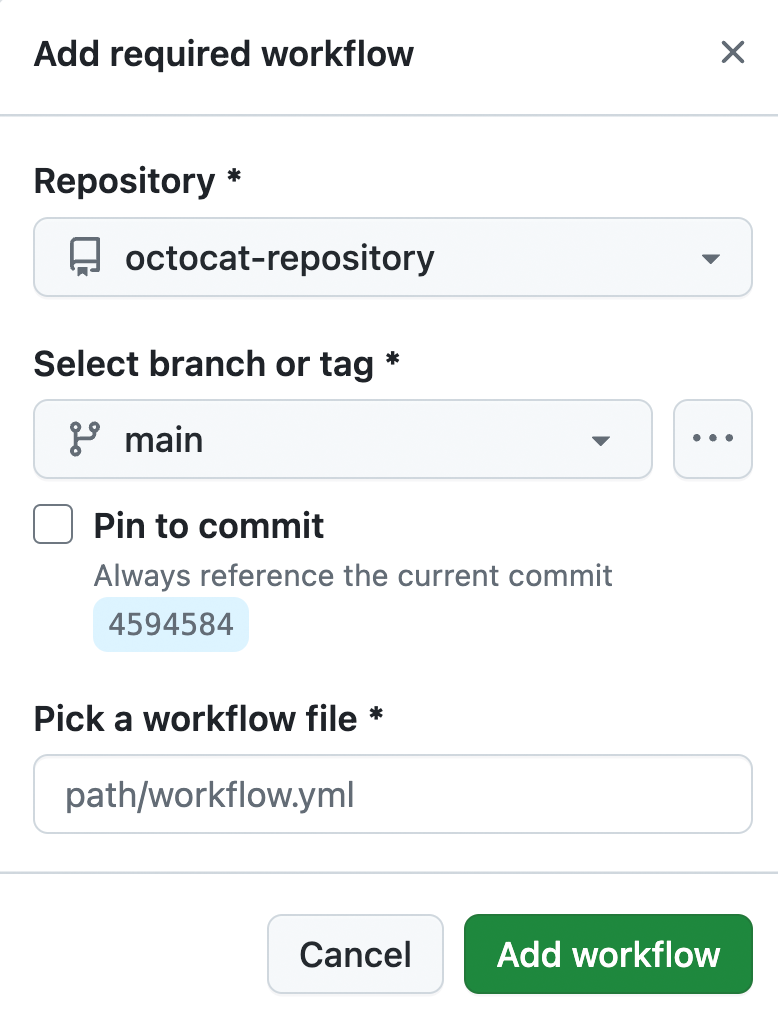 Add required workflow
Repository *
octocat-repository
Select branch or tag *
main
Pin to commit
Always reference the current commit
4594584
Pick a workflow file *
path/workflow.yml
Cancel Add workflow